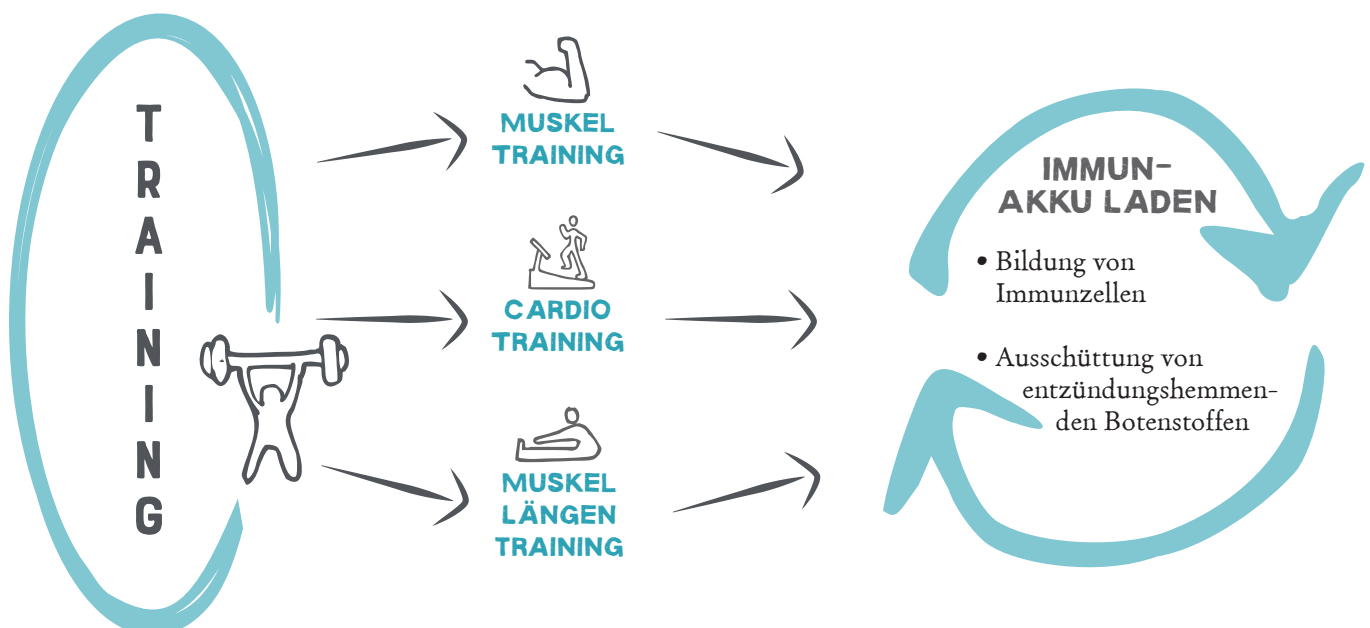 TRAINING
MUSKEL
TRAINING
CARDIO
TRAINING
MUSKEL
LÄNGEN
TRAINING
IMMUN-
AKKU LADEN
• Bildung von
Immunzellen
• Ausschüttung von
entzündungshemmen-
den Botenstoffen